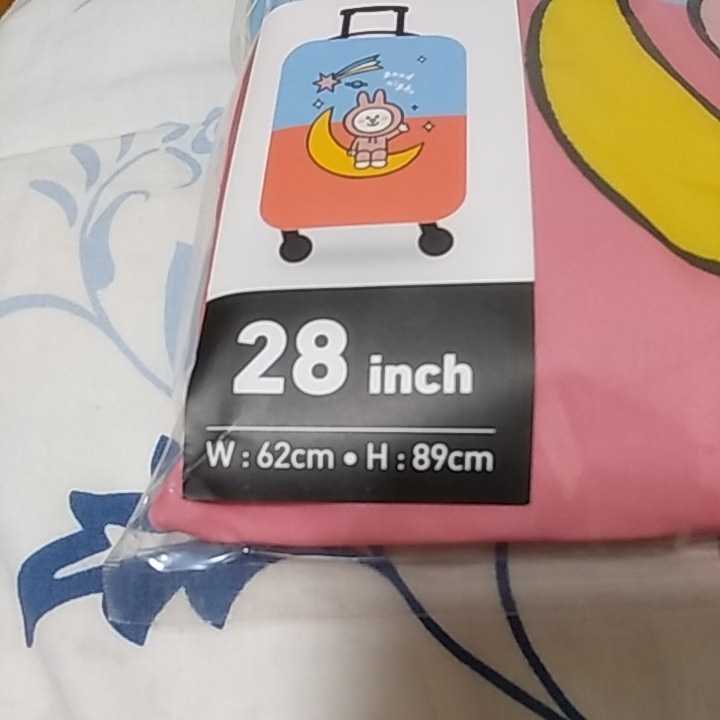 good
night
28 inch
W : 62cm • H : 89cm